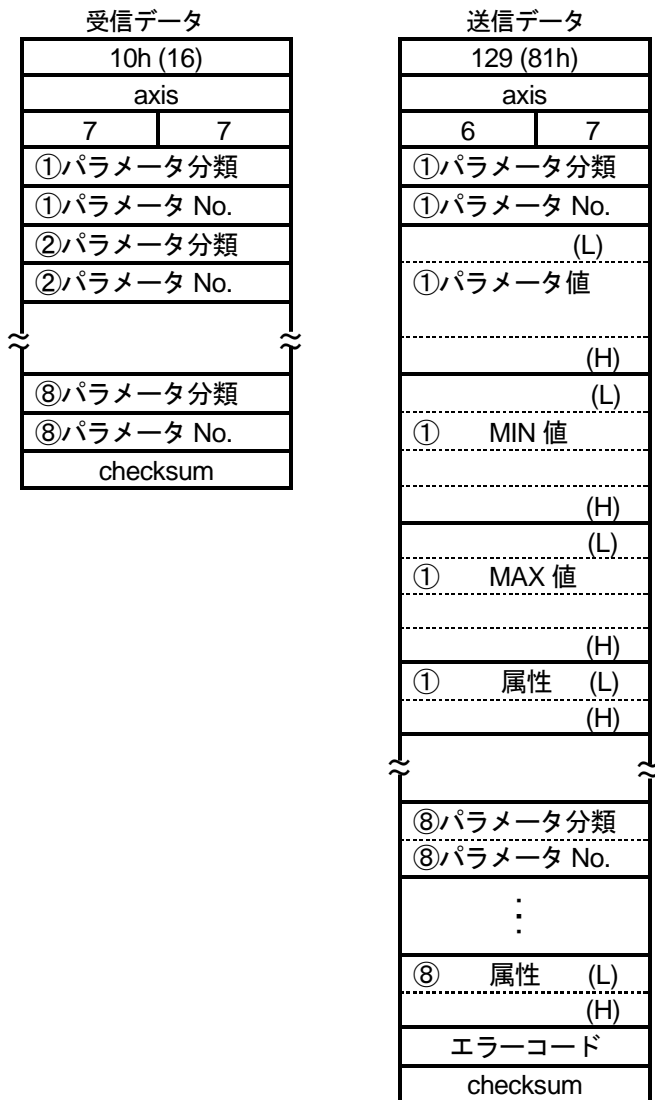 受信データ
10h (16)
axis
7 7
①パラメータ分類
①パラメータ No.
②パラメータ分類
②パラメータ No.
⑧パラメータ分類
⑧パラメータ No.
checksum
送信データ
129 (81h)
axis
6 7
①パラメータ分類
①パラメータ No.
(L)
①パラメータ値
(H)
(L)
① MIN 値
(H)
(L)
① MAX 値
(H)
① 属性 (L)
(H)
⑧パラメータ分類
⑧パラメータ No.
⋮
⑧ 属性 (L)
(H)
エラーコード
checksum